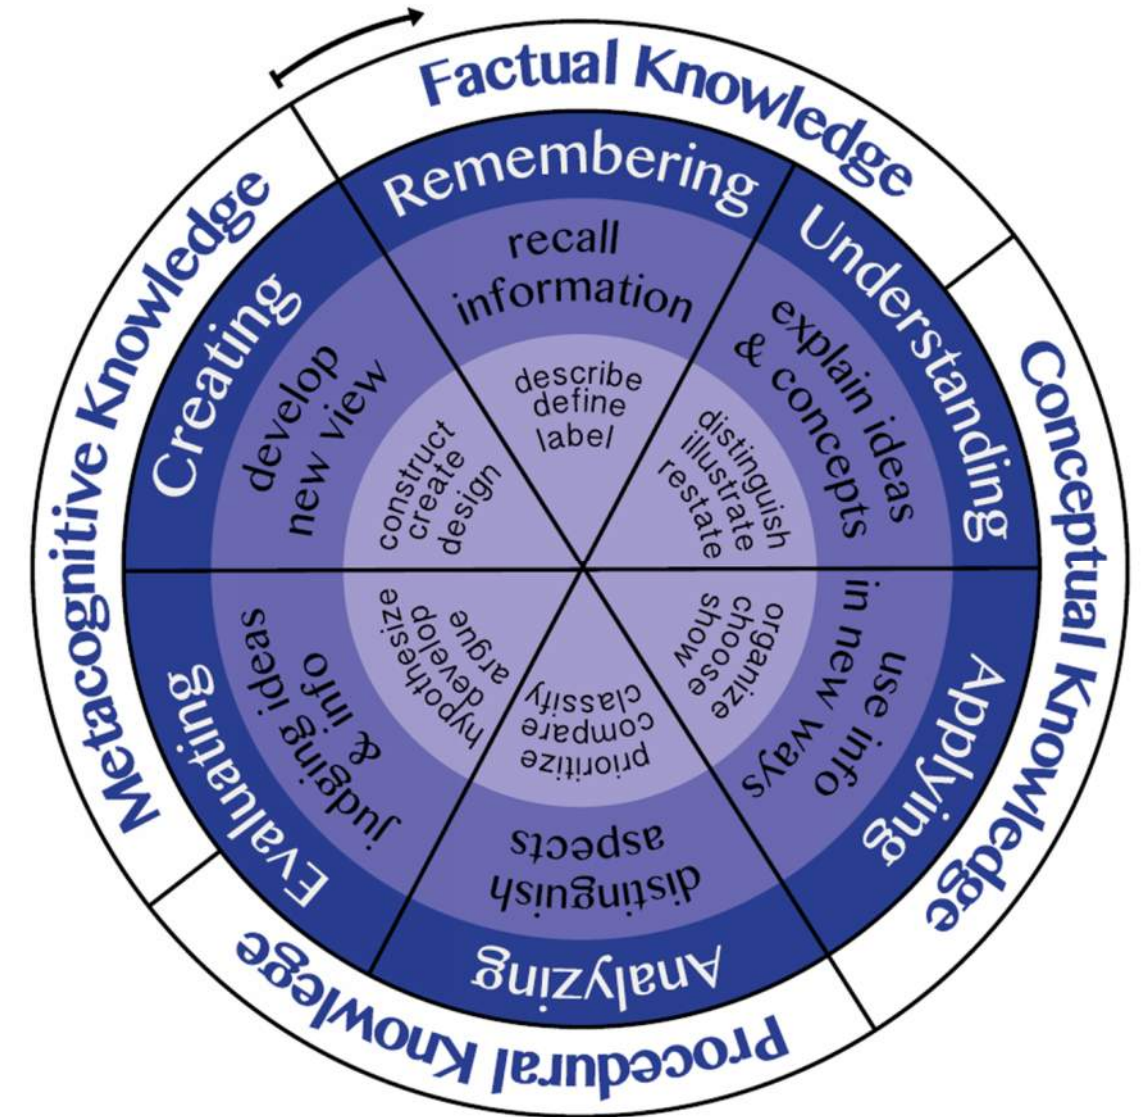 Factual Knowledge
Conceptual Knowledge
Procedural Knowlege
Metacognitive Knowledge
Remembering
recall
information
describe
define
label
Understanding
explain ideas
& concepts
distinguish
illustrate
restate
Applying
use info
in new ways
organize
choose
show
Analyzing
distinguish
aspects
prioritize
compare
classify
Evaluating
judging ideas
& info
hypothesize
develop
argue
Creating
develop
new view
construct
create
design